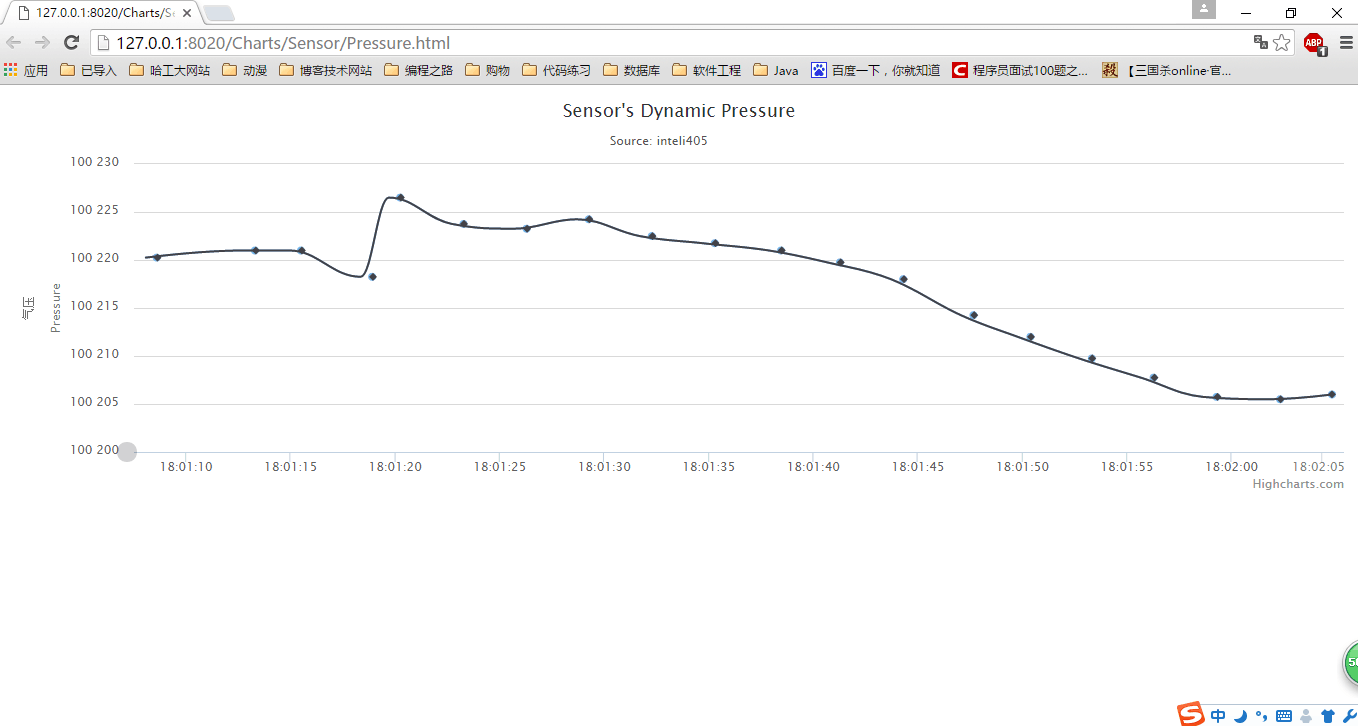 127.0.0.1:8020/Charts/Se
127.0.0.1:8020/Charts/Sensor/Pressure.html
ABP 1
应用 已导入 哈工大网站 动漫 博客技术网站 编程之路 购物 代码练习 数据库 软件工程 Java 百度一下，你就知道 C 程序员面试100题之... 殺 【三国杀online·官...
Sensor's Dynamic Pressure
Source: inteli405
100 230
100 225
100 220
100 215
100 210
100 205
100 200
气压
Pressure
18:01:10 18:01:15 18:01:20 18:01:25 18:01:30 18:01:35 18:01:40 18:01:45 18:01:50 18:01:55 18:02:00 18:02:05
Highcharts.com
S 中